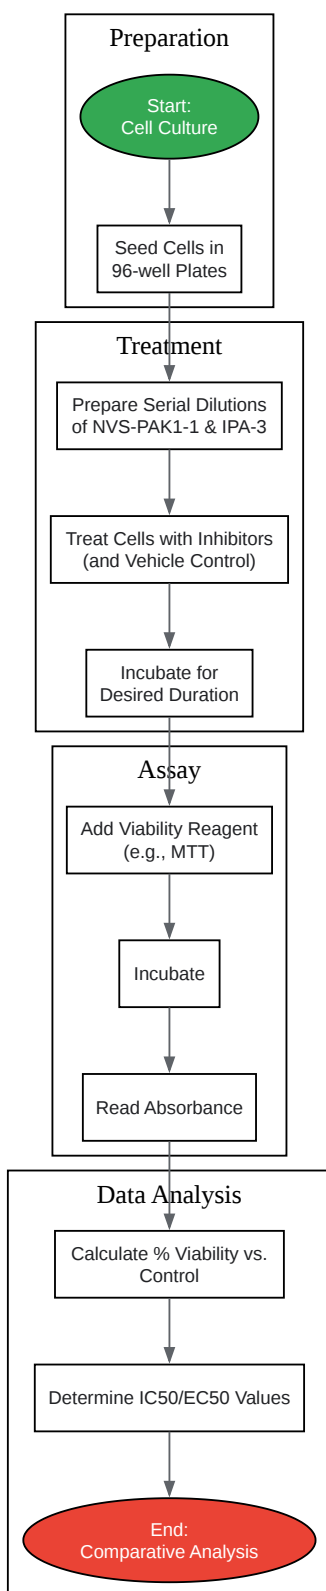 Preparation
Start:
Cell Culture
Seed Cells in
96-well Plates
Treatment
Prepare Serial Dilutions
of NVS-PAK1-1 & IPA-3
Treat Cells with Inhibitors
(and Vehicle Control)
Incubate for
Desired Duration
Assay
Add Viability Reagent
(e.g., MTT)
Incubate
Read Absorbance
Data Analysis
Calculate % Viability vs.
Control
Determine IC50/EC50 Values
End:
Comparative Analysis